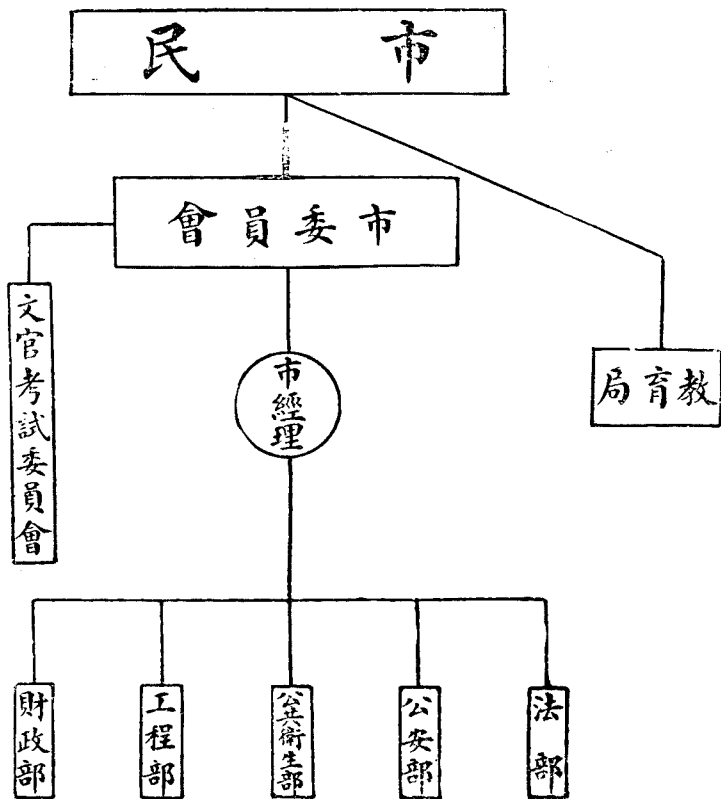 市民
市委員會
教育局
市經理
文官考試委員會
法部
公安部
公共衛生部
工程部
財政部